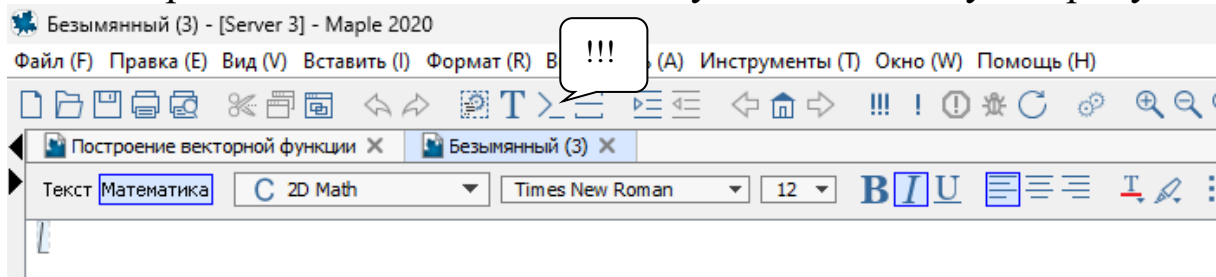 Безымянный (3) - [Server 3] - Maple 2020
!!!
Файл (F) Правка (E) Вид (V) Вставить (I) Формат (R) (A) Инструменты (T) Окно (W) Помощь (H)
T !!! !
Построение векторной функции Безымянный (3)
Текст Математика C 2D Math Times New Roman 12 B I U T